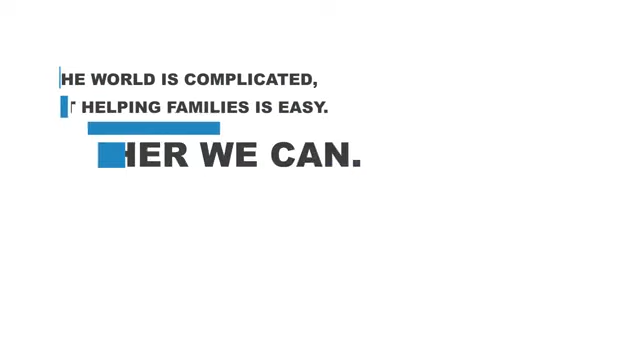 HE WORLD IS COMPLICATED,
HELPING FAMILIES IS EASY.
HER WE CAN.